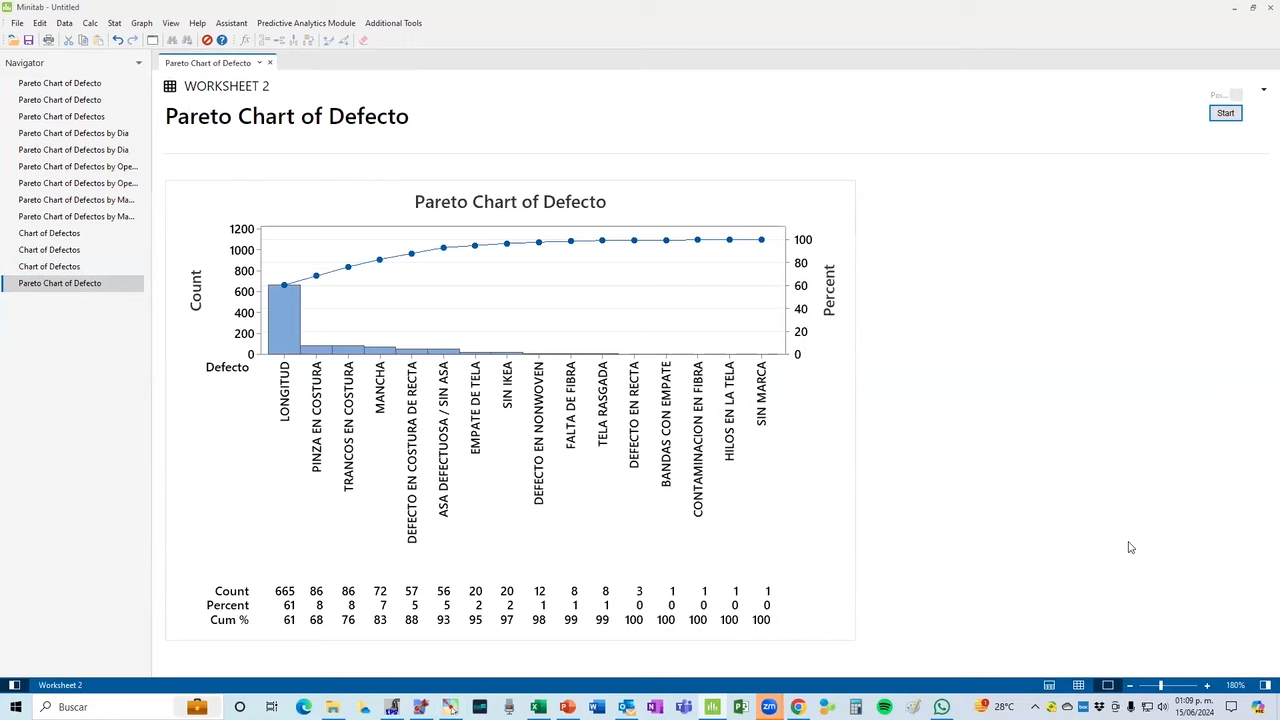 Minitab - Untitled
File Edit Data Calc Stat Graph View Help Assistant Predictive Analytics Module Additional Tools
Navigator
Pareto Chart of Defecto
Pareto Chart of Defecto
Pareto Chart of Defectos
Pareto Chart of Defectos by Dia
Pareto Chart of Defectos by Dia
Pareto Chart of Defectos by Ope...
Pareto Chart of Defectos by Ope...
Pareto Chart of Defectos by Ma...
Pareto Chart of Defectos by Ma...
Chart of Defectos
Chart of Defectos
Chart of Defectos
Pareto Chart of Defecto
Pareto Chart of Defecto
WORKSHEET 2
Pareto Chart of Defecto
Poi...
Start
Pareto Chart of Defecto
Count
1200
1000
800
600
400
200
0
Percent
100
80
60
40
20
0
Defecto
LONGITUD
PINZA EN COSTURA
TRANCOS EN COSTURA
MANCHA
DEFECTO EN COSTURA DE RECTA
ASA DEFECTUOSA / SIN ASA
EMPATE DE TELA
SIN IKEA
DEFECTO EN NONWOVEN
FALTA DE FIBRA
TELA RASGADA
DEFECTO EN RECTA
BANDAS CON EMPATE
CONTAMINACION EN FIBRA
HILOS EN LA TELA
SIN MARCA
Count 665 86 86 72 57 56 20 20 12 8 8 3 1 1 1 1
Percent 61 8 8 7 5 5 2 2 1 1 1 0 0 0 0 0
Cum % 61 68 76 83 88 93 95 97 98 99 99 100 100 100 100 100
Worksheet 2
180%
Buscar
28°C
01:09 p. m.
15/06/2024